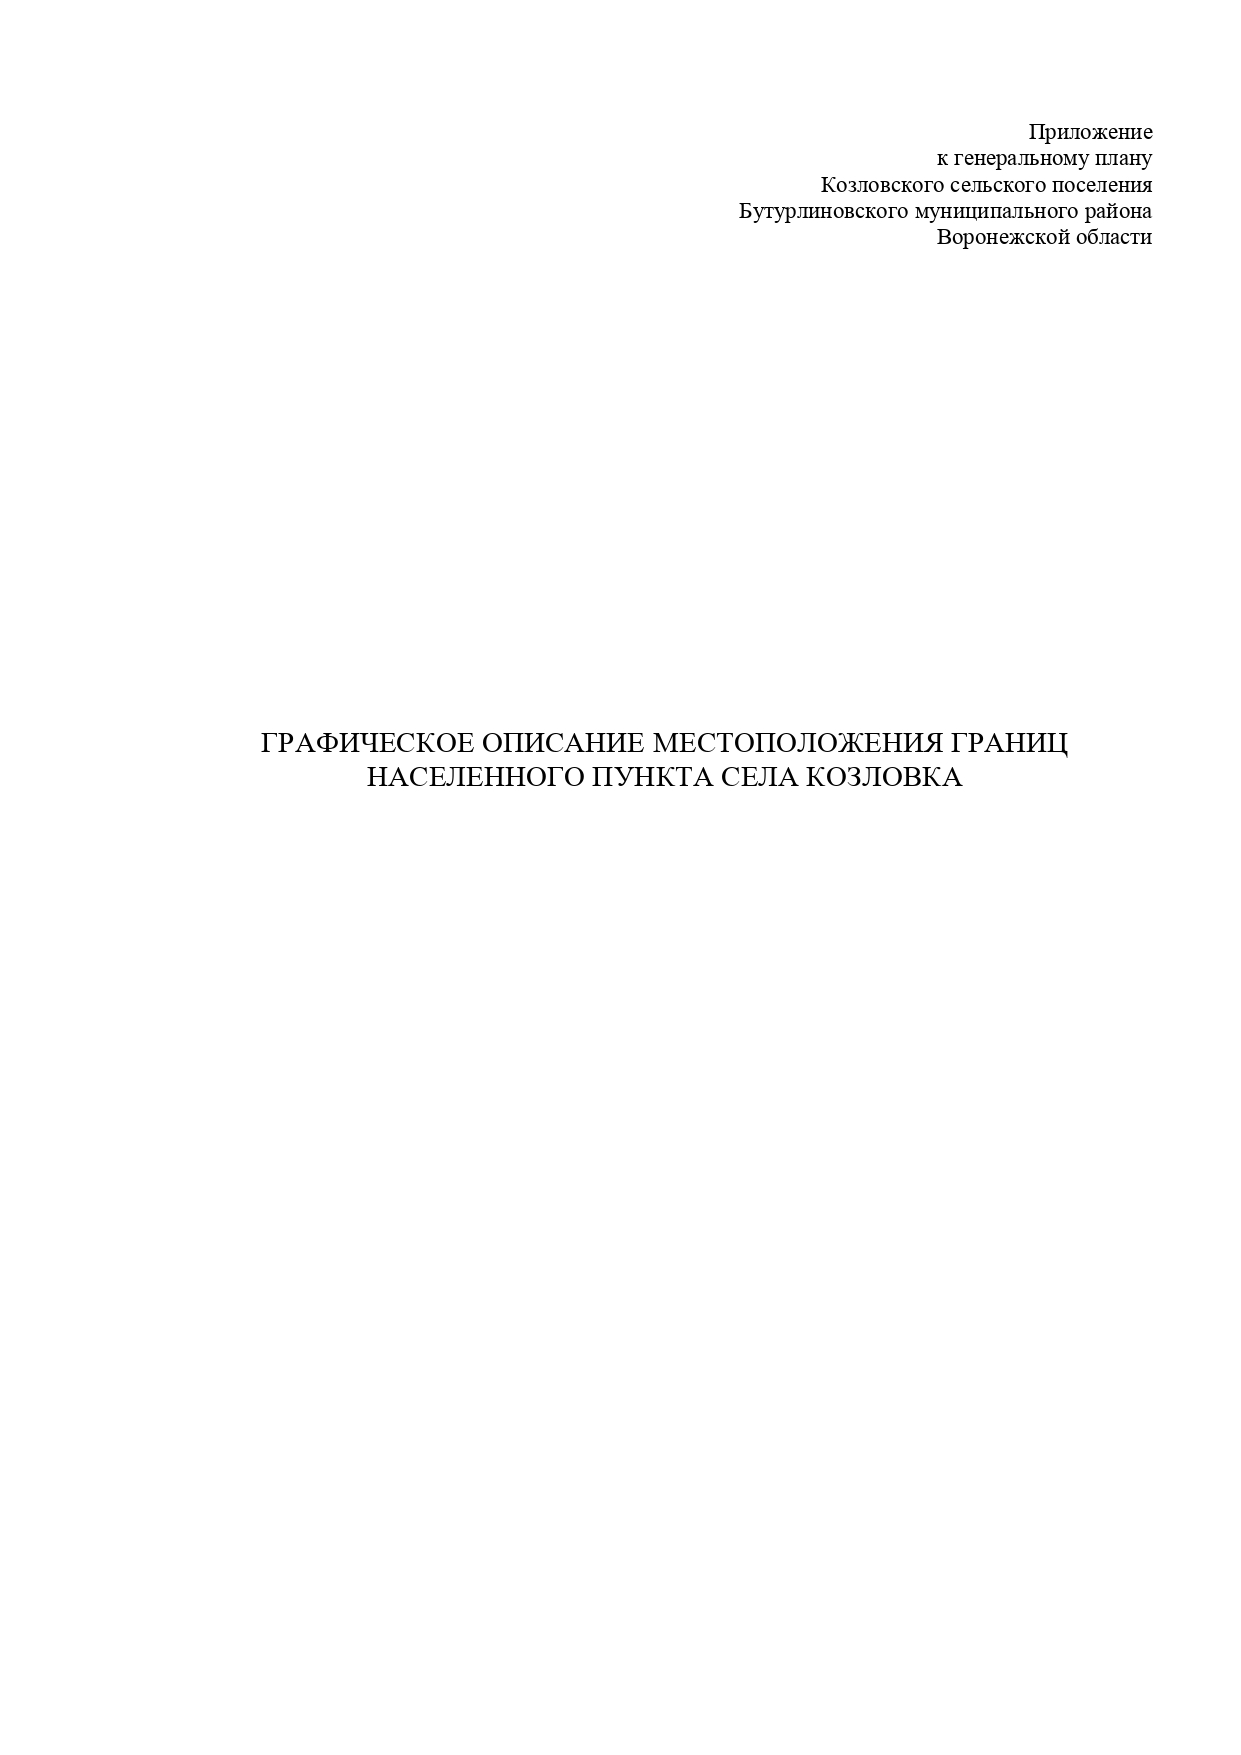 Приложение
к генеральному плану
Козловского сельского поселения
Бутурлиновского муниципального района
Воронежской области
ГРАФИЧЕСКОЕ ОПИСАНИЕ МЕСТОПОЛОЖЕНИЯ ГРАНИЦ
НАСЕЛЕННОГО ПУНКТА СЕЛА КОЗЛОВКА